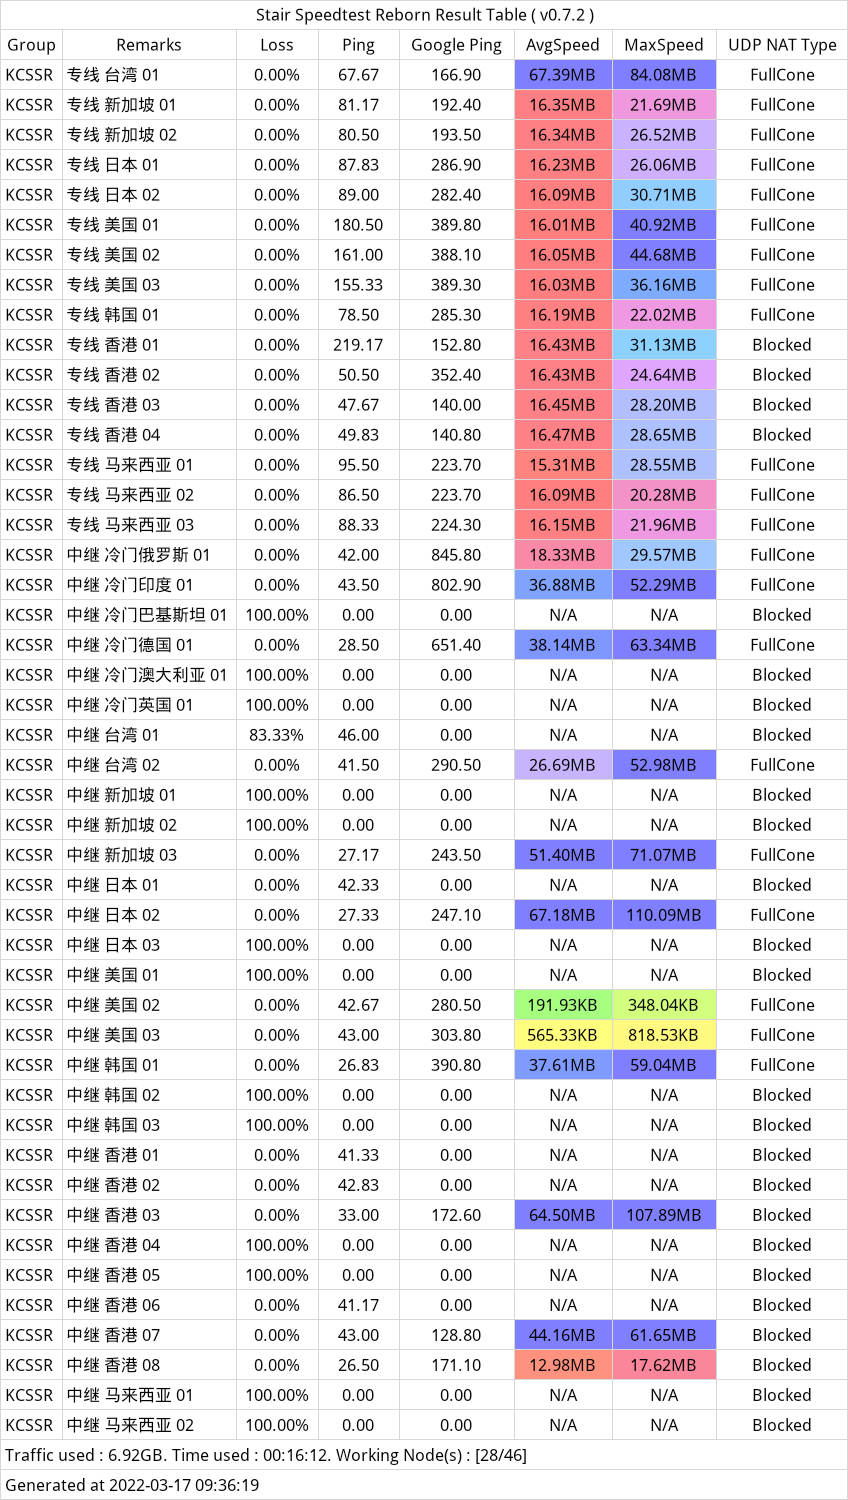 Stair Speedtest Reborn Result Table ( v0.7.2 )
Group Remarks Loss Ping Google Ping AvgSpeed MaxSpeed UDP NAT Type
KCSSR 专线 台湾 01 0.00% 67.67 166.90 67.39MB 84.08MB FullCone
KCSSR 专线 新加坡 01 0.00% 81.17 192.40 16.35MB 21.69MB FullCone
KCSSR 专线 新加坡 02 0.00% 80.50 193.50 16.34MB 26.52MB FullCone
KCSSR 专线 日本 01 0.00% 87.83 286.90 16.23MB 26.06MB FullCone
KCSSR 专线 日本 02 0.00% 89.00 282.40 16.09MB 30.71MB FullCone
KCSSR 专线 美国 01 0.00% 180.50 389.80 16.01MB 40.92MB FullCone
KCSSR 专线 美国 02 0.00% 161.00 388.10 16.05MB 44.68MB FullCone
KCSSR 专线 美国 03 0.00% 155.33 389.30 16.03MB 36.16MB FullCone
KCSSR 专线 韩国 01 0.00% 78.50 285.30 16.19MB 22.02MB FullCone
KCSSR 专线 香港 01 0.00% 219.17 152.80 16.43MB 31.13MB Blocked
KCSSR 专线 香港 02 0.00% 50.50 352.40 16.43MB 24.64MB Blocked
KCSSR 专线 香港 03 0.00% 47.67 140.00 16.45MB 28.20MB Blocked
KCSSR 专线 香港 04 0.00% 49.83 140.80 16.47MB 28.65MB Blocked
KCSSR 专线 马来西亚 01 0.00% 95.50 223.70 15.31MB 28.55MB FullCone
KCSSR 专线 马来西亚 02 0.00% 86.50 223.70 16.09MB 20.28MB FullCone
KCSSR 专线 马来西亚 03 0.00% 88.33 224.30 16.15MB 21.96MB FullCone
KCSSR 中继 冷门俄罗斯 01 0.00% 42.00 845.80 18.33MB 29.57MB FullCone
KCSSR 中继 冷门印度 01 0.00% 43.50 802.90 36.88MB 52.29MB FullCone
KCSSR 中继 冷门巴基斯坦 01 100.00% 0.00 0.00 N/A N/A Blocked
KCSSR 中继 冷门德国 01 0.00% 28.50 651.40 38.14MB 63.34MB FullCone
KCSSR 中继 冷门澳大利亚 01 100.00% 0.00 0.00 N/A N/A Blocked
KCSSR 中继 冷门英国 01 100.00% 0.00 0.00 N/A N/A Blocked
KCSSR 中继 台湾 01 83.33% 46.00 0.00 N/A N/A Blocked
KCSSR 中继 台湾 02 0.00% 41.50 290.50 26.69MB 52.98MB FullCone
KCSSR 中继 新加坡 01 100.00% 0.00 0.00 N/A N/A Blocked
KCSSR 中继 新加坡 02 100.00% 0.00 0.00 N/A N/A Blocked
KCSSR 中继 新加坡 03 0.00% 27.17 243.50 51.40MB 71.07MB FullCone
KCSSR 中继 日本 01 0.00% 42.33 0.00 N/A N/A Blocked
KCSSR 中继 日本 02 0.00% 27.33 247.10 67.18MB 110.09MB FullCone
KCSSR 中继 日本 03 100.00% 0.00 0.00 N/A N/A Blocked
KCSSR 中继 美国 01 100.00% 0.00 0.00 N/A N/A Blocked
KCSSR 中继 美国 02 0.00% 42.67 280.50 191.93KB 348.04KB FullCone
KCSSR 中继 美国 03 0.00% 43.00 303.80 565.33KB 818.53KB FullCone
KCSSR 中继 韩国 01 0.00% 26.83 390.80 37.61MB 59.04MB FullCone
KCSSR 中继 韩国 02 100.00% 0.00 0.00 N/A N/A Blocked
KCSSR 中继 韩国 03 100.00% 0.00 0.00 N/A N/A Blocked
KCSSR 中继 香港 01 0.00% 41.33 0.00 N/A N/A Blocked
KCSSR 中继 香港 02 0.00% 42.83 0.00 N/A N/A Blocked
KCSSR 中继 香港 03 0.00% 33.00 172.60 64.50MB 107.89MB Blocked
KCSSR 中继 香港 04 100.00% 0.00 0.00 N/A N/A Blocked
KCSSR 中继 香港 05 100.00% 0.00 0.00 N/A N/A Blocked
KCSSR 中继 香港 06 0.00% 41.17 0.00 N/A N/A Blocked
KCSSR 中继 香港 07 0.00% 43.00 128.80 44.16MB 61.65MB Blocked
KCSSR 中继 香港 08 0.00% 26.50 171.10 12.98MB 17.62MB Blocked
KCSSR 中继 马来西亚 01 100.00% 0.00 0.00 N/A N/A Blocked
KCSSR 中继 马来西亚 02 100.00% 0.00 0.00 N/A N/A Blocked
Traffic used : 6.92GB. Time used : 00:16:12. Working Node(s) : [28/46]
Generated at 2022-03-17 09:36:19